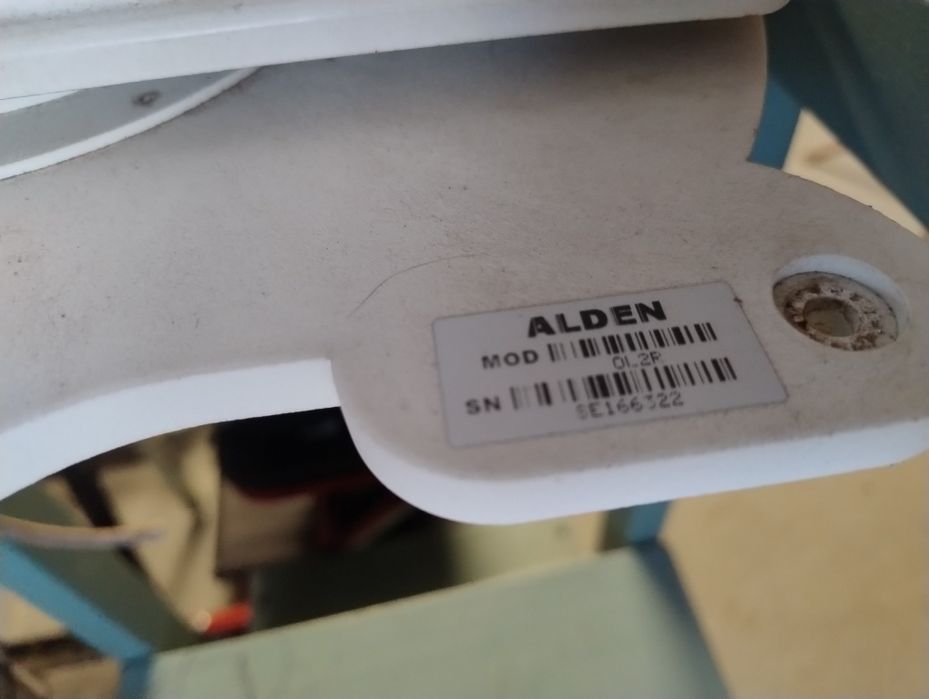 ALDEN
MOD
OL2R
SN
SE166322